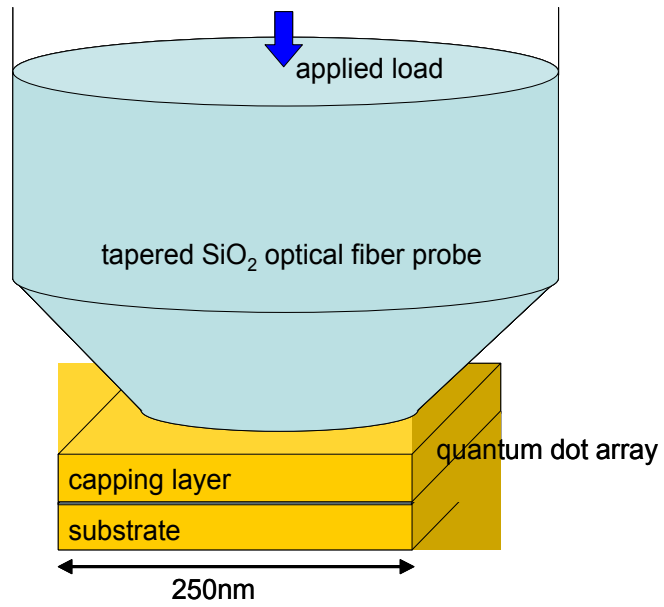 applied load
tapered SiO₂ optical fiber probe
quantum dot array
capping layer
substrate
250nm